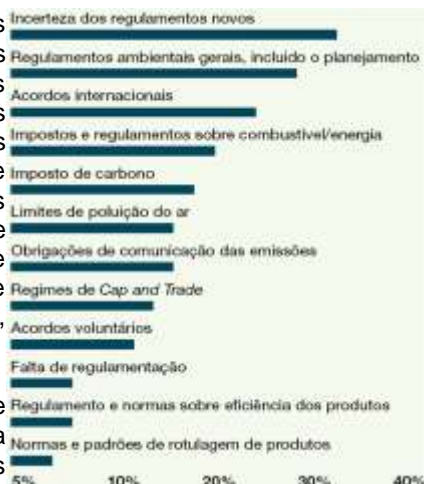 Incerteza dos regulamentos novos
Regulamentos ambientais gerais, incluido o planejamento
Acordos internacionais
Impostos e regulamentos sobre combustível/energia
Imposto de carbono
Limites de poluição do ar
Obrigações de comunicação das emissões
Regimes de Cap and Trade
Acordos voluntários
Falta de regulamentação
Regulamento e normas sobre eficiência dos produtos
Normas e padrões de rotulagem de produtos
5% 10% 20% 30% 40%